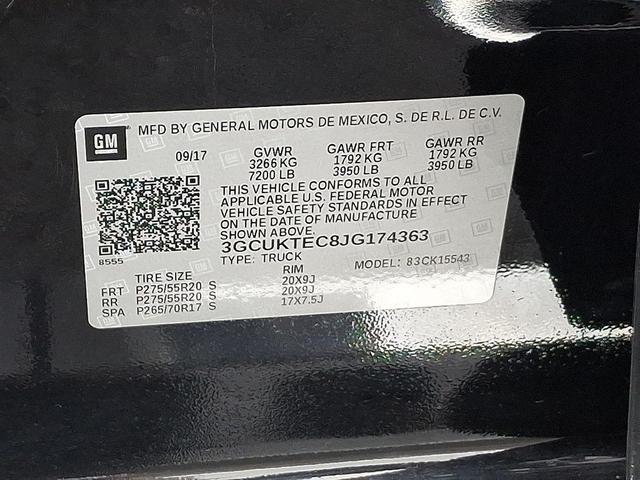 GM
MFD BY GENERAL MOTORS DE MEXICO, S. DE R.L. DE C.V.
09/17
GVWR GAWR FRT GAWR RR
3266 KG 1792 KG 1792 KG
7200 LB 3950 LB 3950 LB
THIS VEHICLE CONFORMS TO ALL
APPLICABLE U.S. FEDERAL MOTOR
VEHICLE SAFETY STANDARDS IN EFFECT
ON THE DATE OF MANUFACTURE
SHOWN ABOVE.
3GCUKTEC8JG174363
8555
TYPE: TRUCK MODEL: 83CK15543
TIRE SIZE RIM
FRT P275/55R20 S 20X9J
RR P275/55R20 S 20X9J
SPA P265/70R17 S 17X7.5J